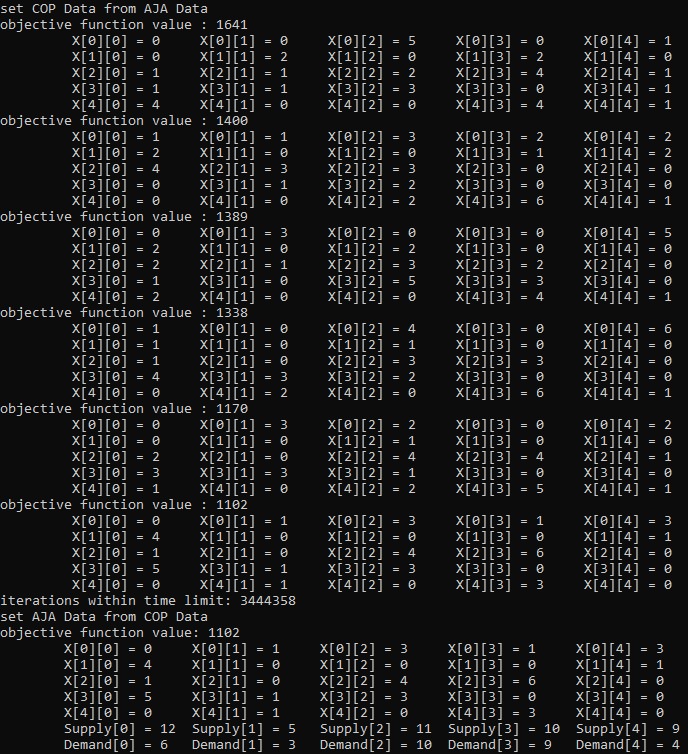 set COP Data from AJA Data
objective function value : 1641
X[0][0] = 0 X[0][1] = 0 X[0][2] = 5 X[0][3] = 0 X[0][4] = 1
X[1][0] = 0 X[1][1] = 2 X[1][2] = 0 X[1][3] = 2 X[1][4] = 0
X[2][0] = 1 X[2][1] = 1 X[2][2] = 2 X[2][3] = 4 X[2][4] = 1
X[3][0] = 1 X[3][1] = 1 X[3][2] = 3 X[3][3] = 0 X[3][4] = 1
X[4][0] = 4 X[4][1] = 0 X[4][2] = 0 X[4][3] = 4 X[4][4] = 1
objective function value : 1400
X[0][0] = 1 X[0][1] = 1 X[0][2] = 3 X[0][3] = 2 X[0][4] = 2
X[1][0] = 2 X[1][1] = 0 X[1][2] = 0 X[1][3] = 1 X[1][4] = 2
X[2][0] = 4 X[2][1] = 3 X[2][2] = 3 X[2][3] = 2 X[2][4] = 0
X[3][0] = 0 X[3][1] = 1 X[3][2] = 2 X[3][3] = 0 X[3][4] = 0
X[4][0] = 0 X[4][1] = 0 X[4][2] = 2 X[4][3] = 6 X[4][4] = 1
objective function value : 1389
X[0][0] = 0 X[0][1] = 3 X[0][2] = 0 X[0][3] = 0 X[0][4] = 5
X[1][0] = 2 X[1][1] = 0 X[1][2] = 2 X[1][3] = 0 X[1][4] = 0
X[2][0] = 2 X[2][1] = 1 X[2][2] = 3 X[2][3] = 2 X[2][4] = 0
X[3][0] = 1 X[3][1] = 0 X[3][2] = 5 X[3][3] = 3 X[3][4] = 0
X[4][0] = 2 X[4][1] = 0 X[4][2] = 0 X[4][3] = 4 X[4][4] = 1
objective function value : 1338
X[0][0] = 1 X[0][1] = 0 X[0][2] = 4 X[0][3] = 0 X[0][4] = 6
X[1][0] = 1 X[1][1] = 0 X[1][2] = 1 X[1][3] = 0 X[1][4] = 0
X[2][0] = 1 X[2][1] = 0 X[2][2] = 3 X[2][3] = 3 X[2][4] = 0
X[3][0] = 4 X[3][1] = 3 X[3][2] = 2 X[3][3] = 0 X[3][4] = 0
X[4][0] = 0 X[4][1] = 2 X[4][2] = 0 X[4][3] = 6 X[4][4] = 1
objective function value : 1170
X[0][0] = 0 X[0][1] = 3 X[0][2] = 2 X[0][3] = 0 X[0][4] = 2
X[1][0] = 0 X[1][1] = 0 X[1][2] = 1 X[1][3] = 0 X[1][4] = 0
X[2][0] = 2 X[2][1] = 0 X[2][2] = 4 X[2][3] = 4 X[2][4] = 1
X[3][0] = 3 X[3][1] = 3 X[3][2] = 1 X[3][3] = 0 X[3][4] = 0
X[4][0] = 1 X[4][1] = 0 X[4][2] = 2 X[4][3] = 5 X[4][4] = 1
objective function value : 1102
X[0][0] = 0 X[0][1] = 1 X[0][2] = 3 X[0][3] = 1 X[0][4] = 3
X[1][0] = 4 X[1][1] = 0 X[1][2] = 0 X[1][3] = 0 X[1][4] = 1
X[2][0] = 1 X[2][1] = 0 X[2][2] = 4 X[2][3] = 6 X[2][4] = 0
X[3][0] = 5 X[3][1] = 1 X[3][2] = 3 X[3][3] = 0 X[3][4] = 0
X[4][0] = 0 X[4][1] = 1 X[4][2] = 0 X[4][3] = 3 X[4][4] = 0
iterations within time limit: 3444358
set AJA Data from COP Data
objective function value: 1102
X[0][0] = 0 X[0][1] = 1 X[0][2] = 3 X[0][3] = 1 X[0][4] = 3
X[1][0] = 4 X[1][1] = 0 X[1][2] = 0 X[1][3] = 0 X[1][4] = 1
X[2][0] = 1 X[2][1] = 0 X[2][2] = 4 X[2][3] = 6 X[2][4] = 0
X[3][0] = 5 X[3][1] = 1 X[3][2] = 3 X[3][3] = 0 X[3][4] = 0
X[4][0] = 0 X[4][1] = 1 X[4][2] = 0 X[4][3] = 3 X[4][4] = 0
Supply[0] = 12 Supply[1] = 5 Supply[2] = 11 Supply[3] = 10 Supply[4] = 9
Demand[0] = 6 Demand[1] = 3 Demand[2] = 10 Demand[3] = 9 Demand[4] = 4